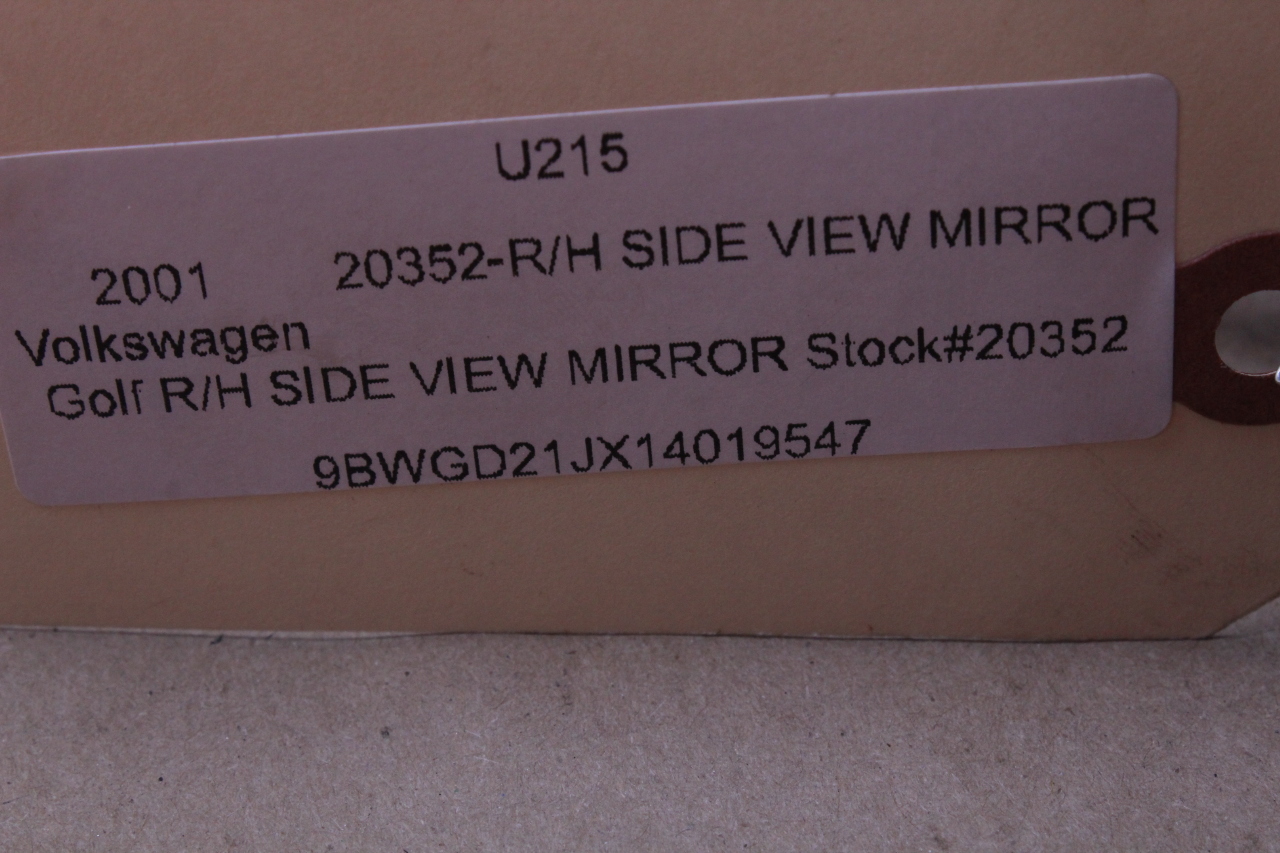 U215
2001 20352-R/H SIDE VIEW MIRROR
Volkswagen
Golf R/H SIDE VIEW MIRROR Stock#20352
9BWGD21JX14019547